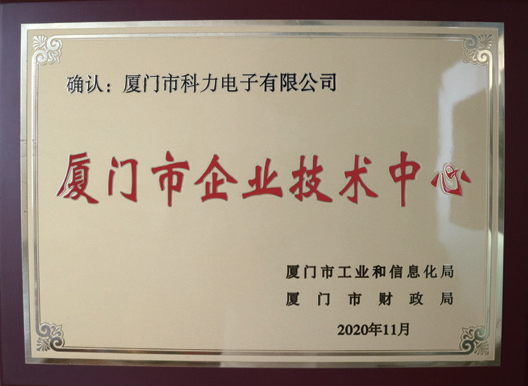 确认：厦门市科力电子有限公司
厦门市企业技术中心
厦门市工业和信息化局
厦门市财政局
2020年11月